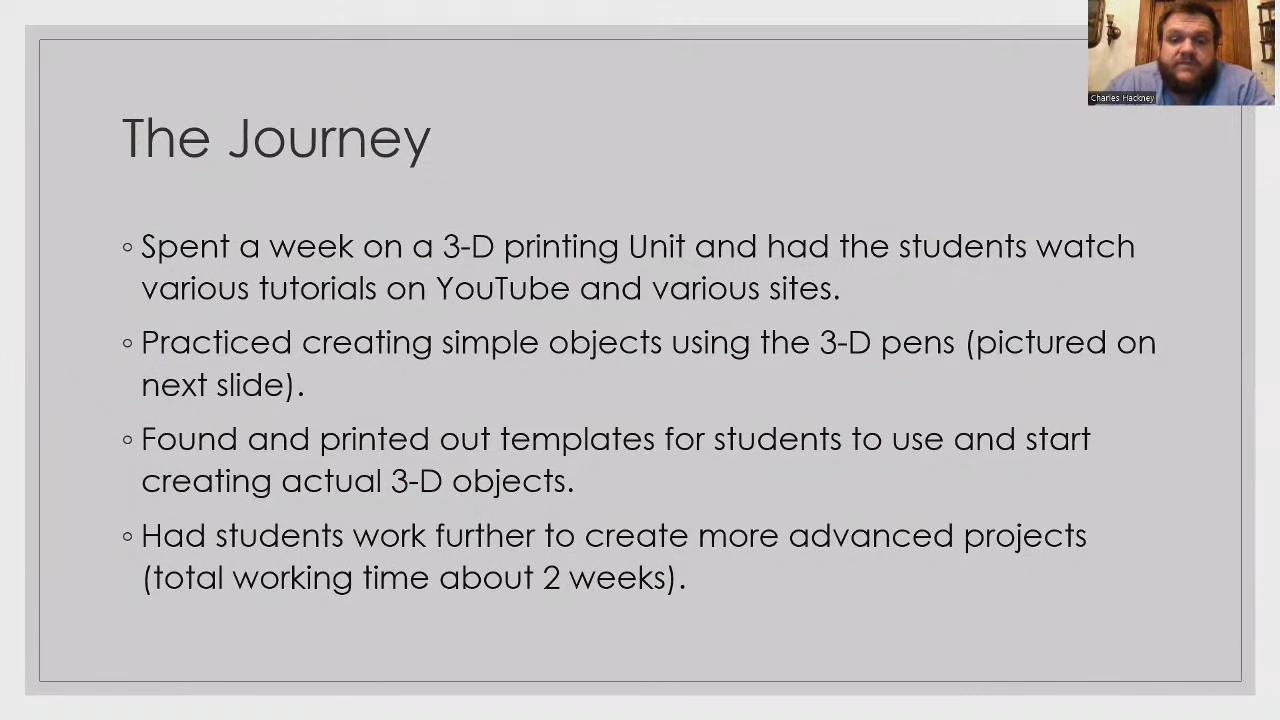 Charles Hackney
The Journey
◦ Spent a week on a 3-D printing Unit and had the students watch
various tutorials on YouTube and various sites.
◦ Practiced creating simple objects using the 3-D pens (pictured on
next slide).
◦ Found and printed out templates for students to use and start
creating actual 3-D objects.
◦ Had students work further to create more advanced projects
(total working time about 2 weeks).